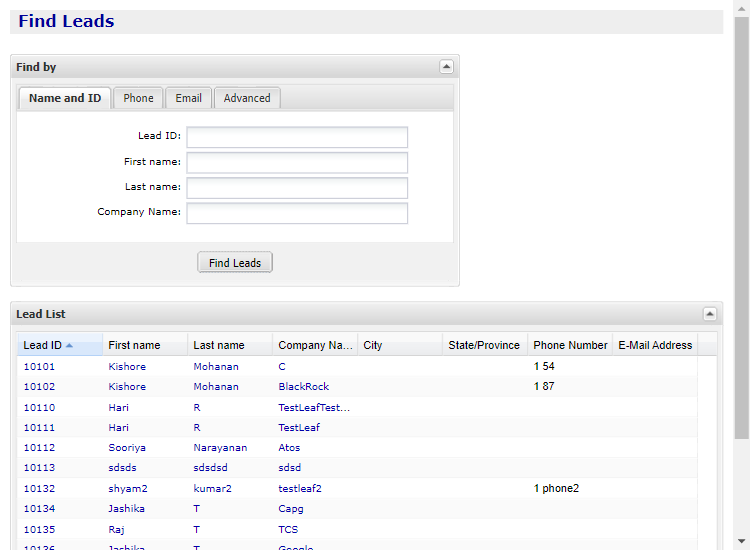 Find Leads
Find by
Name and ID Phone Email Advanced
Lead ID:
First name:
Last name:
Company Name:
Find Leads
Lead List
Lead ID First name Last name Company Na... City State/Province Phone Number E-Mail Address
10101 Kishore Mohanan C 1 54
10102 Kishore Mohanan BlackRock 1 87
10110 Hari R TestLeafTest...
10111 Hari R TestLeaf
10112 Sooriya Narayanan Atos
10113 sdsds sdsdsd sdsd
10132 shyam2 kumar2 testleaf2 1 phone2
10134 Jashika T Capg
10135 Raj T TCS
10136 Jashika T Google